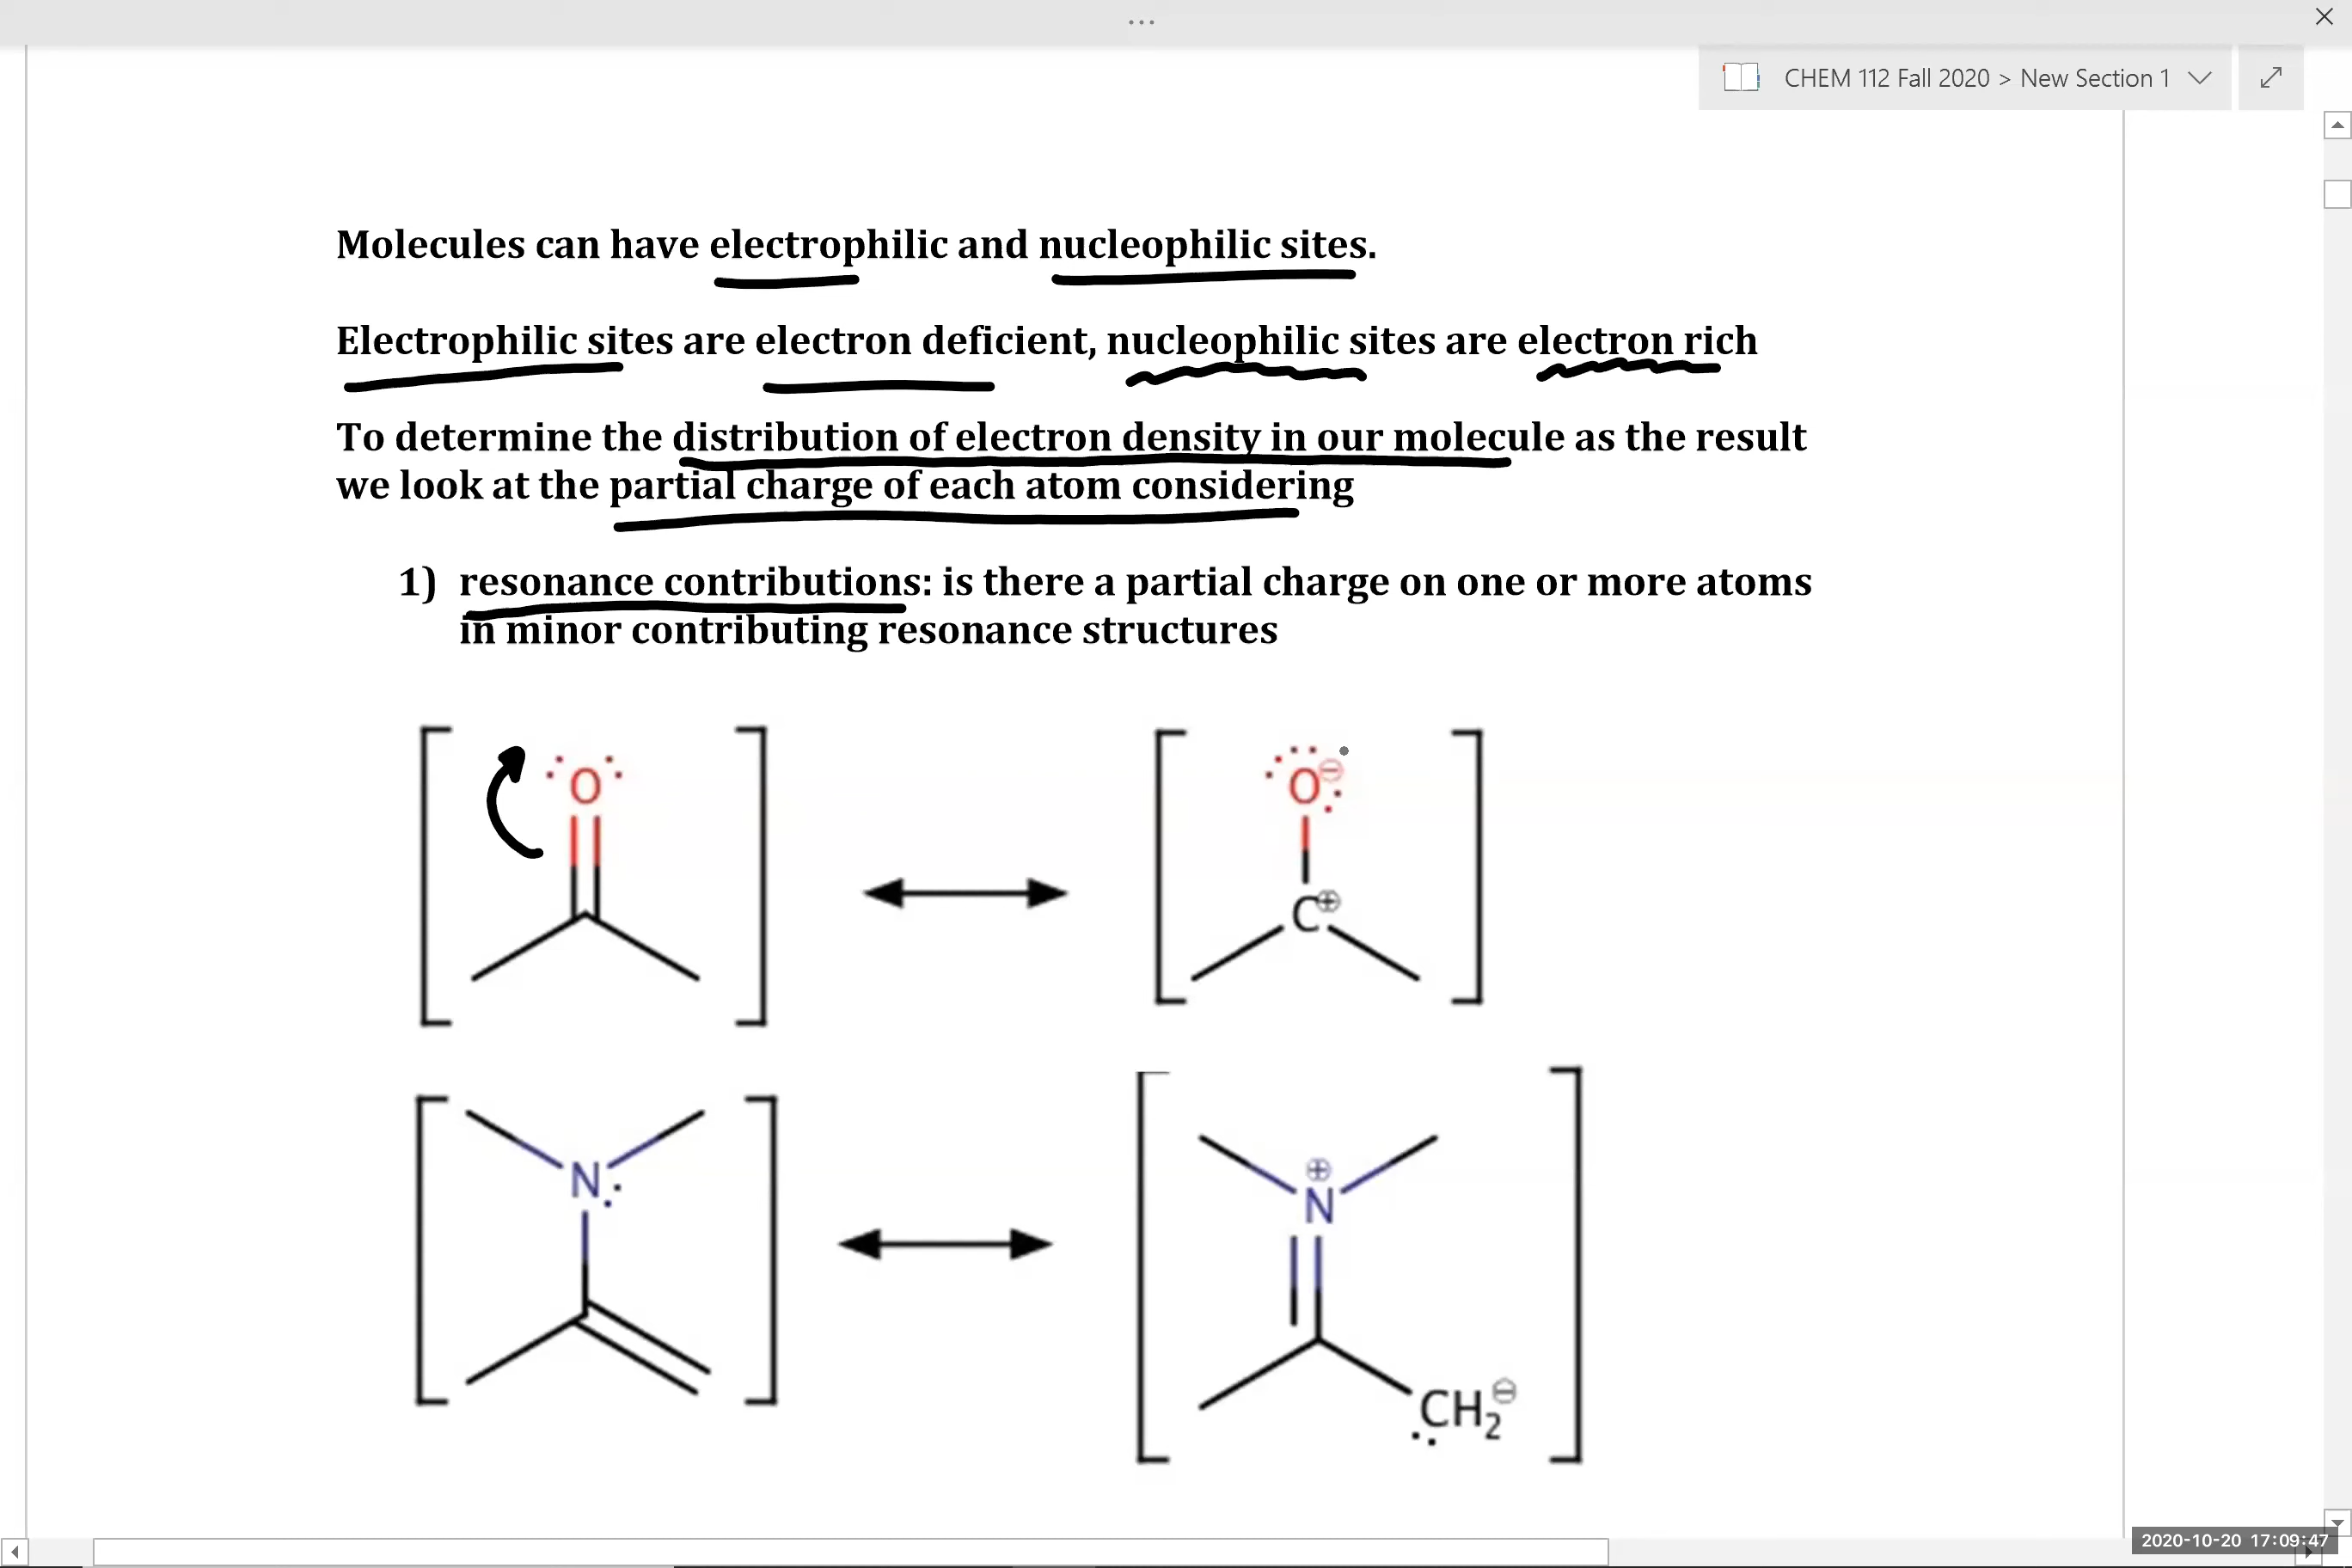 CHEM 112 Fall 2020 > New Section 1
Molecules can have electrophilic and nucleophilic sites.
Electrophilic sites are electron deficient, nucleophilic sites are electron rich
To determine the distribution of electron density in our molecule as the result
we look at the partial charge of each atom considering
1) resonance contributions: is there a partial charge on one or more atoms
in minor contributing resonance structures
O
O⊖
C⊕
N
⊕
N
CH₂⊖
2020-10-20 17:09:47